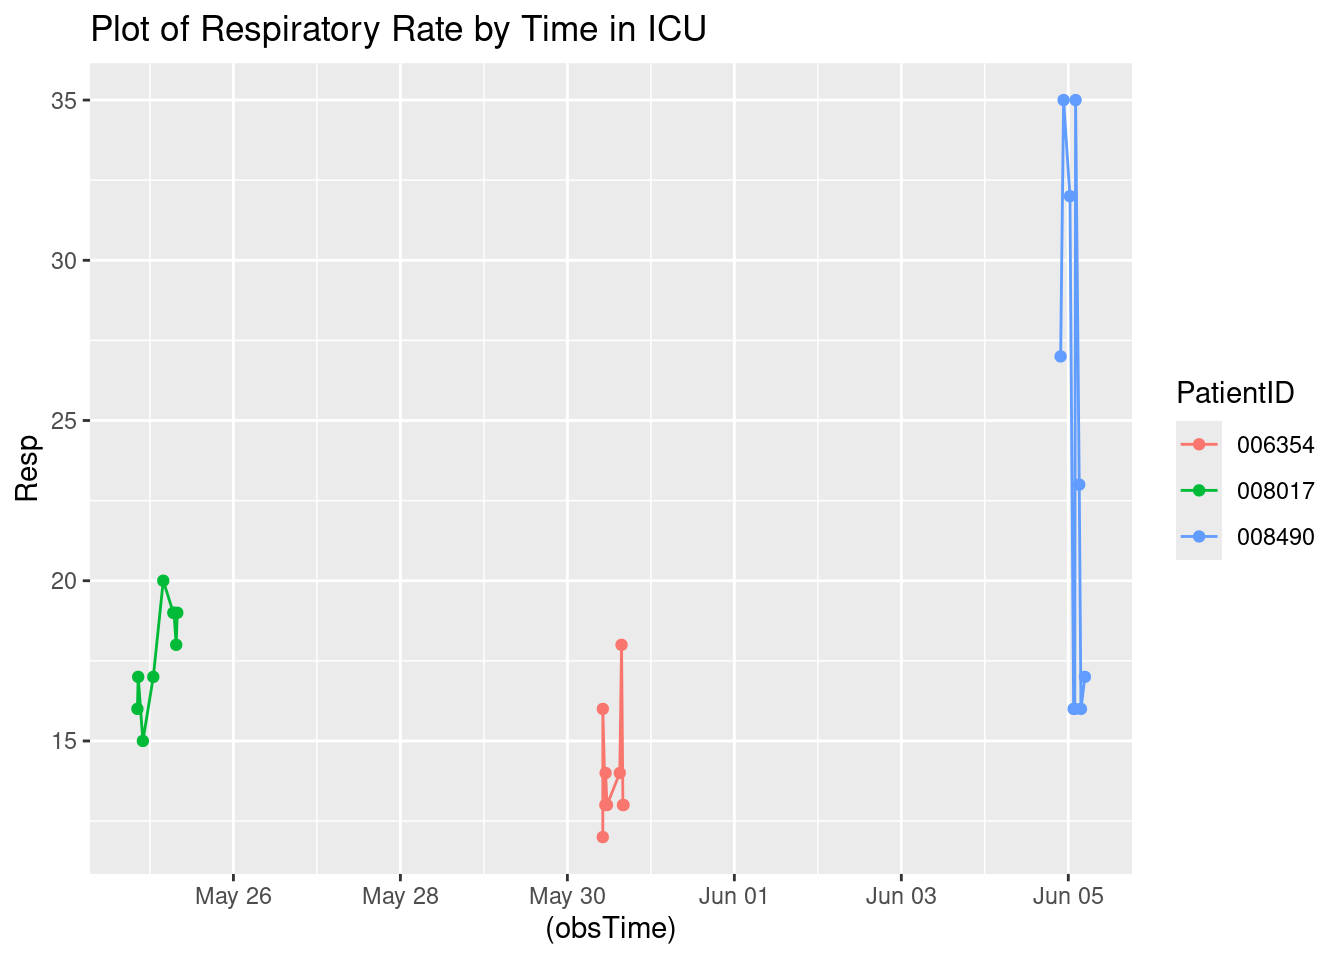 Plot of Respiratory Rate by Time in ICU
35
30
25
20
15
Resp
May 26
May 28
May 30
Jun 01
Jun 03
Jun 05
(obsTime)
PatientID
006354
008017
008490